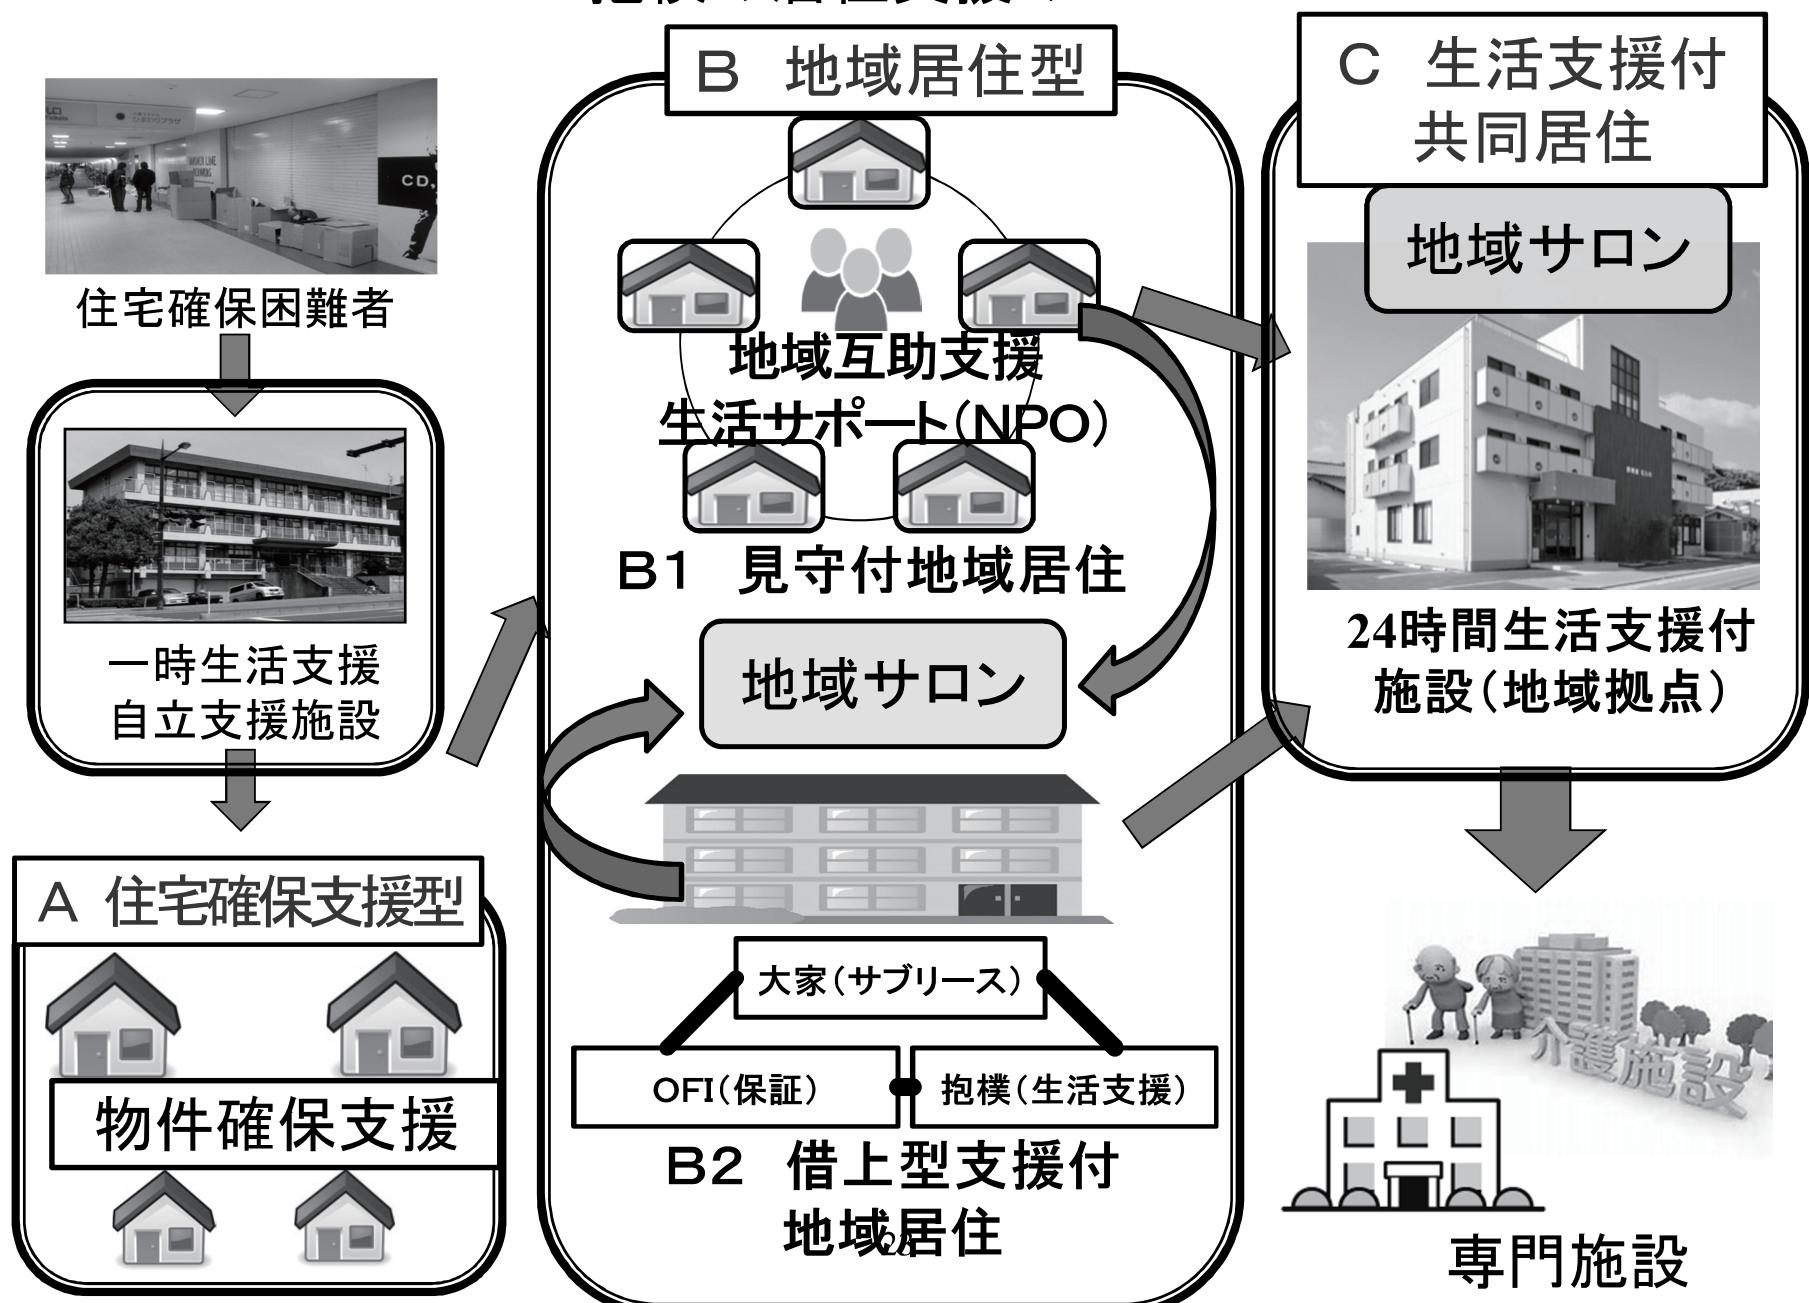 B　地域居住型
C　生活支援付
共同居住
住宅確保困難者
一時生活支援
自立支援施設
A　住宅確保支援型
物件確保支援
地域互助支援
生活サポート（NPO）
B1　見守付地域居住
地域サロン
大家（サブリース）
OFI（保証）
抱樸（生活支援）
B2　借上型支援付
地域居住
23
地域サロン
24時間生活支援付
施設（地域拠点）
介護施設
専門施設
CD,